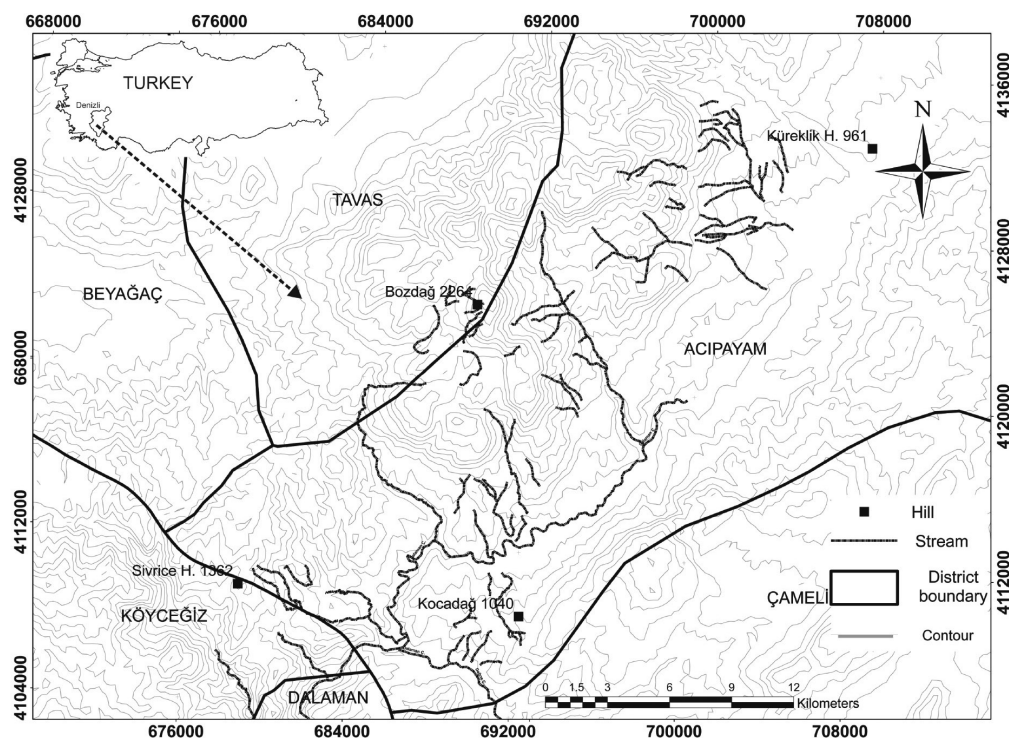 668000 676000 684000 692000 700000 708000
TURKEY
Denizli
4136000
N
Küreklik H. 961
4128000
TAVAS
4128000
BEYAĞAÇ
Bozdağ 2264
ACIPAYAM
668000
4120000
4112000
Hill
Stream
District
boundary
Contour
Sivrice H. 1362
4112000
KÖYCEĞİZ
Kocadağ 1040
ÇAMELİ
4104000
DALAMAN
0 1.5 3 6 9 12
Kilometers
676000 684000 692000 700000 708000